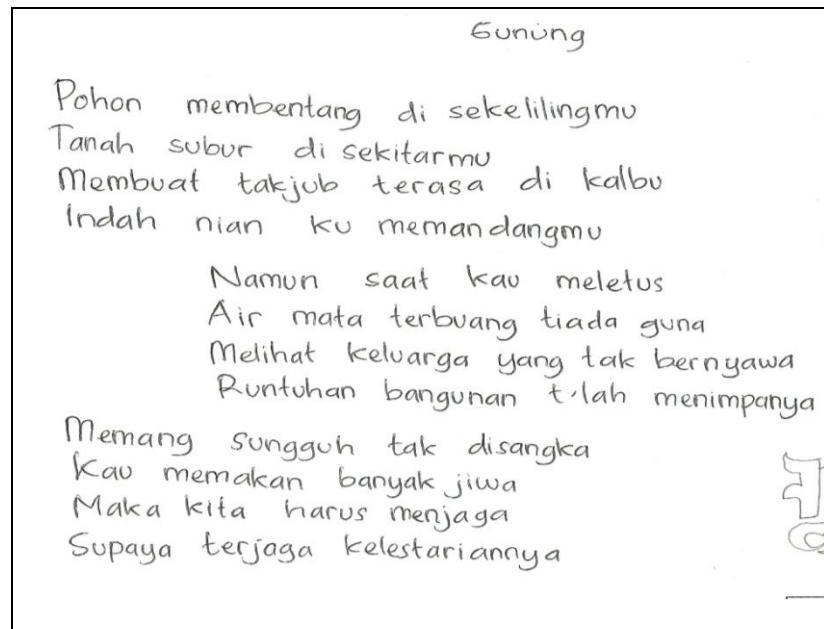 Gunung
Pohon membentang di sekelilingmu
Tanah subur di sekitarmu
Membuat takjub terasa di kalbu
Indah nian ku memandangmu
Namun saat kau meletus
Air mata terbuang tiada guna
Melihat keluarga yang tak bernyawa
Runtuhan bangunan t'lah menimpanya
Memang sungguh tak disangka
Kau memakan banyak jiwa
Maka kita harus menjaga
Supaya terjaga kelestariannya